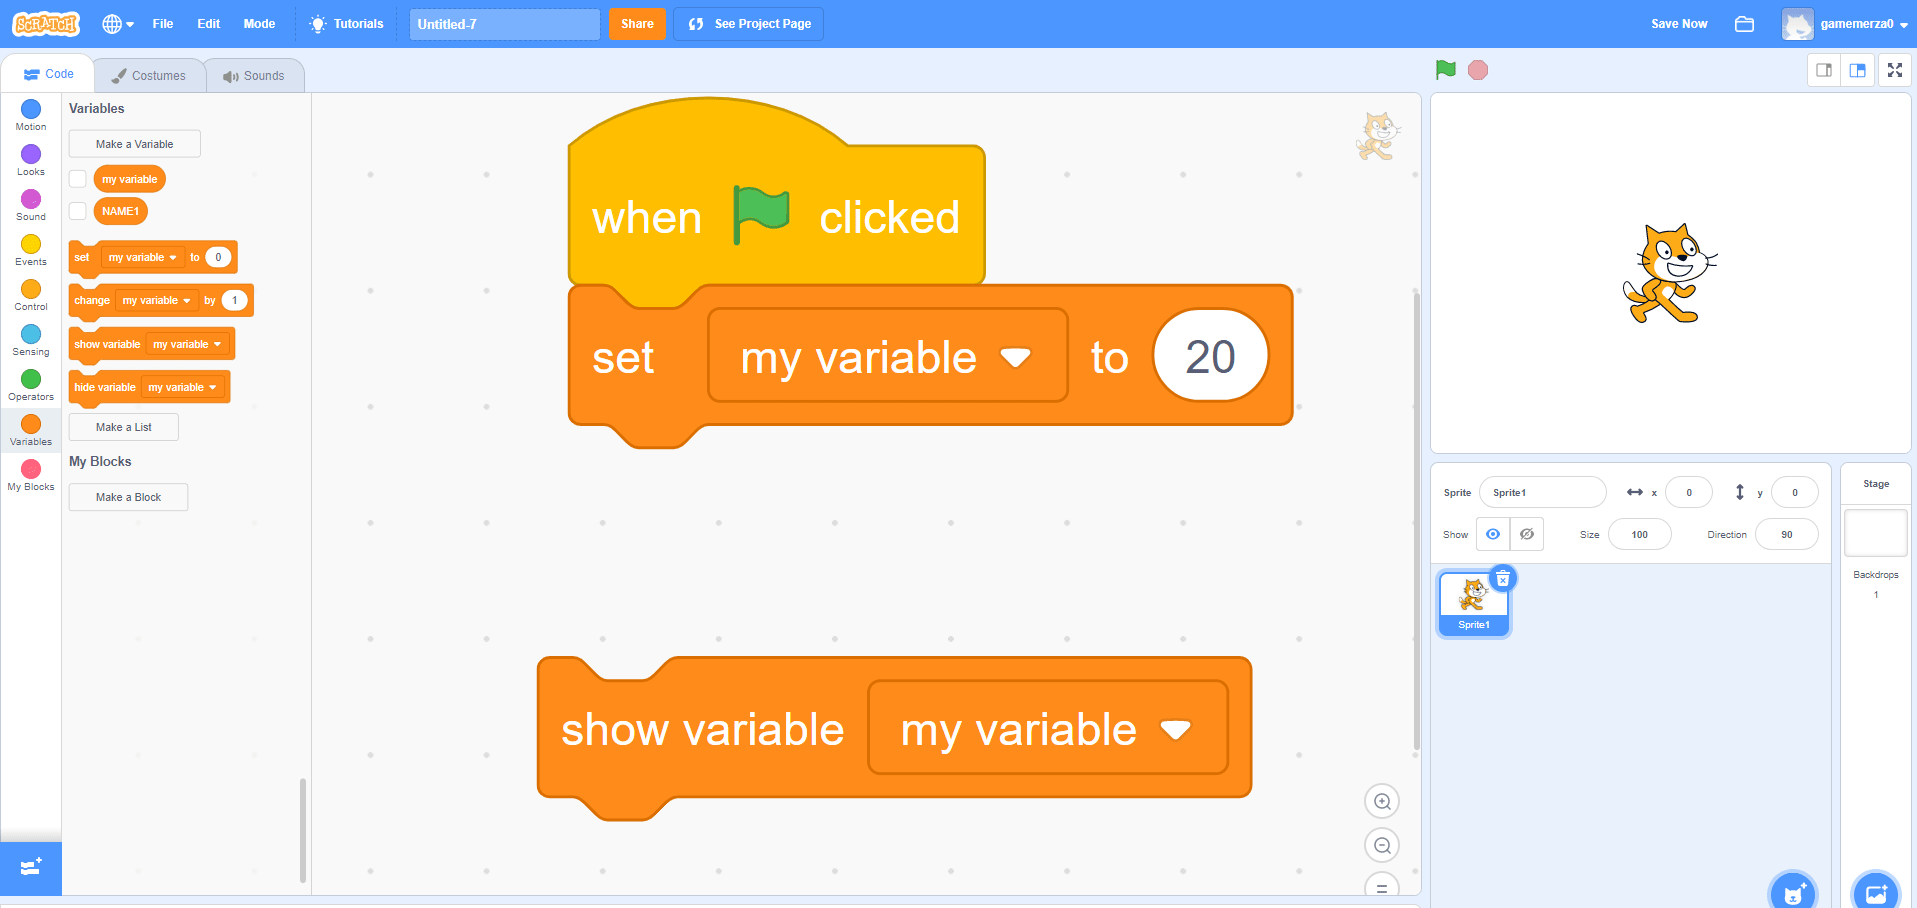 SCRATCH File Edit Mode Tutorials Untitled-7 Share See Project Page Save Now gamemerza0
Code Costumes Sounds
Motion
Looks
Sound
Events
Control
Sensing
Operators
Variables
My Blocks
Variables
Make a Variable
my variable
NAME1
set my variable to 0
change my variable by 1
show variable my variable
hide variable my variable
Make a List
My Blocks
Make a Block
when clicked
set my variable to 20
show variable my variable
Sprite Sprite1 x 0 y 0
Show Size 100 Direction 90
Sprite1
Stage
Backdrops
1